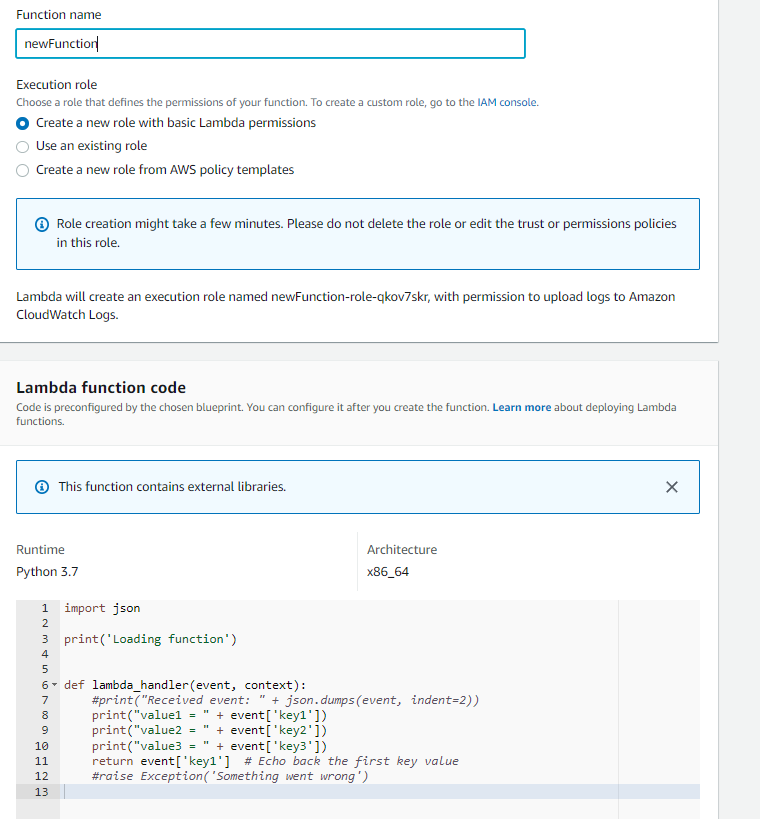 Function name
newFunction
Execution role
Choose a role that defines the permissions of your function. To create a custom role, go to the IAM console.
Create a new role with basic Lambda permissions
Use an existing role
Create a new role from AWS policy templates
Role creation might take a few minutes. Please do not delete the role or edit the trust or permissions policies
in this role.
Lambda will create an execution role named newFunction-role-qkov7skr, with permission to upload logs to Amazon
CloudWatch Logs.
Lambda function code
Code is preconfigured by the chosen blueprint. You can configure it after you create the function. Learn more about deploying Lambda
functions.
This function contains external libraries.
Runtime
Architecture
Python 3.7
x86_64
1 import json
2
3 print('Loading function')
4
5
6 def lambda_handler(event, context):
7     #print("Received event: " + json.dumps(event, indent=2))
8     print("value1 = " + event['key1'])
9     print("value2 = " + event['key2'])
10     print("value3 = " + event['key3'])
11     return event['key1']  # Echo back the first key value
12     #raise Exception('Something went wrong')
13